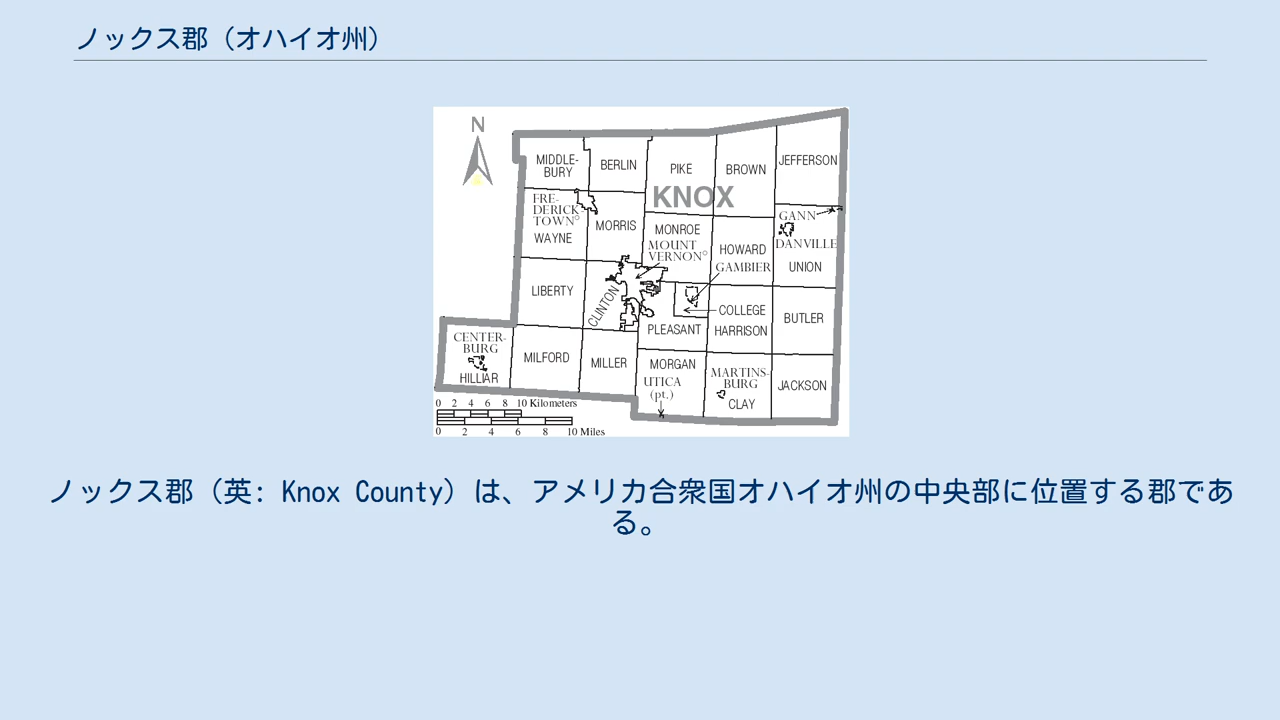 ノックス郡（オハイオ州）
N
MIDDLE-
BURY
BERLIN
PIKE
BROWN
JEFFERSON
KNOX
FRE-
DERICK-
TOWN°
WAYNE
MORRIS
MONROE
MOUNT
VERNON°
HOWARD
GAMBIER
GANN
DANVILLE
UNION
LIBERTY
CLINTON
COLLEGE
PLEASANT
HARRISON
BUTLER
CENTER-
BURG
HILLIAR
MILFORD
MILLER
MORGAN
UTICA
(pt.)
MARTINS-
BURG
CLAY
JACKSON
0 2 4 6 8 10 Kilometers
0 2 4 6 8 10 Miles
ノックス郡（英: Knox County）は、アメリカ合衆国オハイオ州の中央部に位置する郡であ
る。